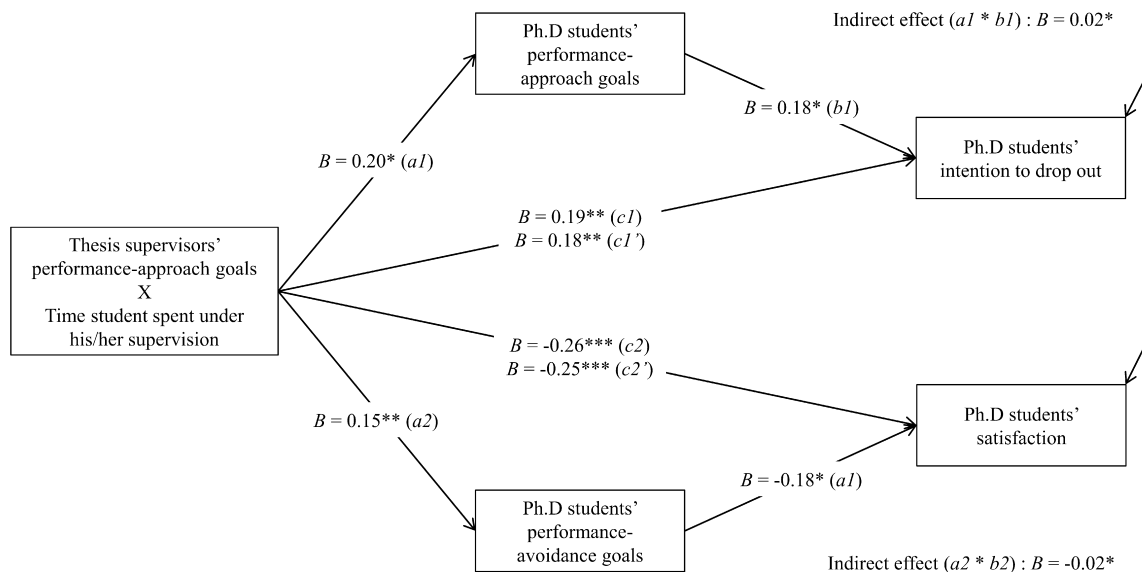 Ph.D students’
performance-
approach goals
Indirect effect (a1 * b1) : B = 0.02*
B = 0.18* (b1)
Ph.D students’
intention to drop out
B = 0.20* (a1)
B = 0.19** (c1)
B = 0.18** (c1’)
Thesis supervisors’
performance-approach goals
X
Time student spent under
his/her supervision
B = -0.26*** (c2)
B = -0.25*** (c2’)
Ph.D students’
satisfaction
B = 0.15** (a2)
B = -0.18* (a1)
Ph.D students’
performance-
avoidance goals
Indirect effect (a2 * b2) : B = -0.02*